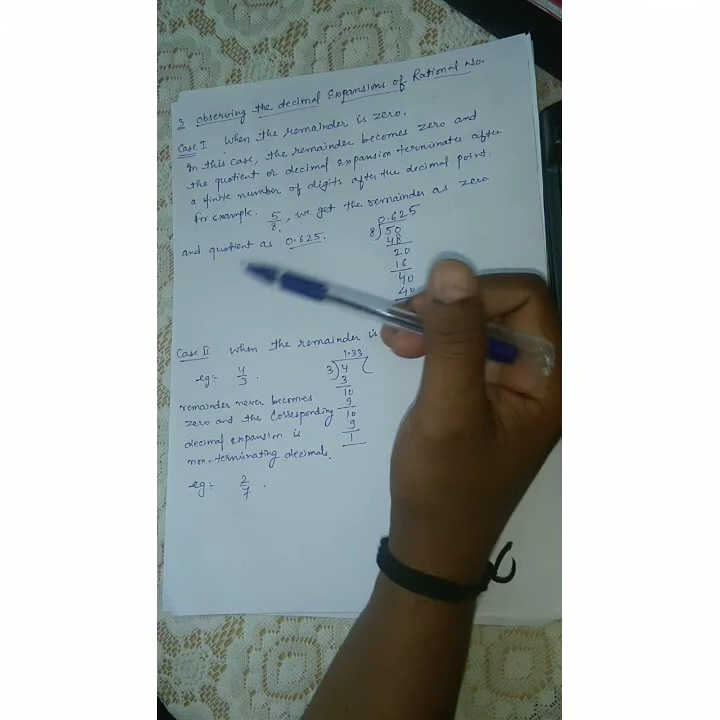 3 Observing the decimal Expansions of Rational No.
Case I When the remainder is zero.
In this case, the remainder becomes zero and
the quotient or decimal expansion terminates after
a finite number of digits after the decimal point.
for example. 5/8, we get the remainder as zero
and quotient as 0.625.
0.625
8)50
48
20
16
40
40
Case II When the remainder is
eg:- 4/3.
1.33
3)4
3
10
9
10
9
1
remainder never becomes
zero and the corresponding
decimal expansion is
non-terminating decimals.
eg:- 2/7.